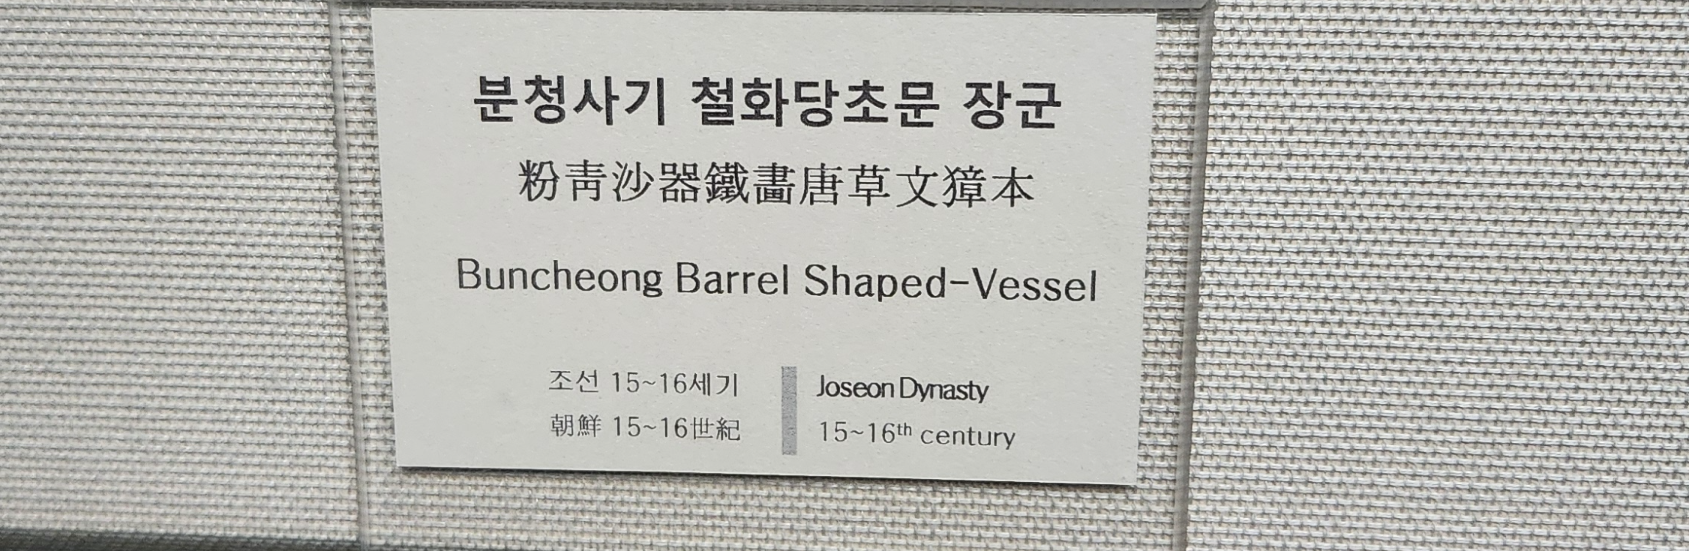 분청사기 철화당초문 장군
粉靑沙器鐵畵唐草文獐本
Buncheong Barrel Shaped-Vessel
조선 15~16세기
朝鮮 15~16世紀
Joseon Dynasty
15~16th century